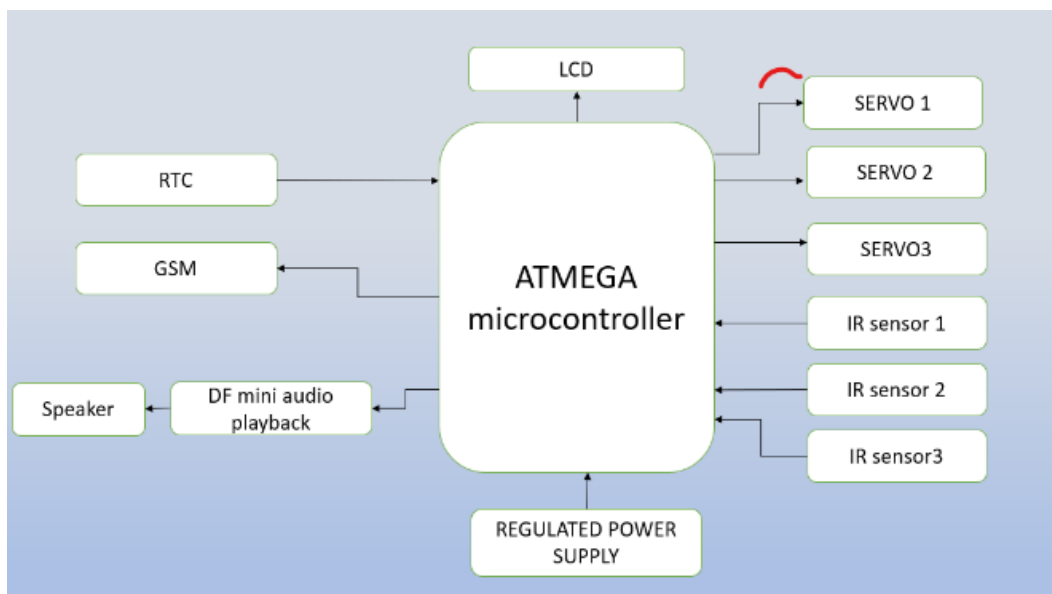 LCD
SERVO 1
RTC
SERVO 2
GSM
SERVO3
ATMEGA
microcontroller
IR sensor 1
Speaker
DF mini audio
playback
IR sensor 2
IR sensor3
REGULATED POWER
SUPPLY